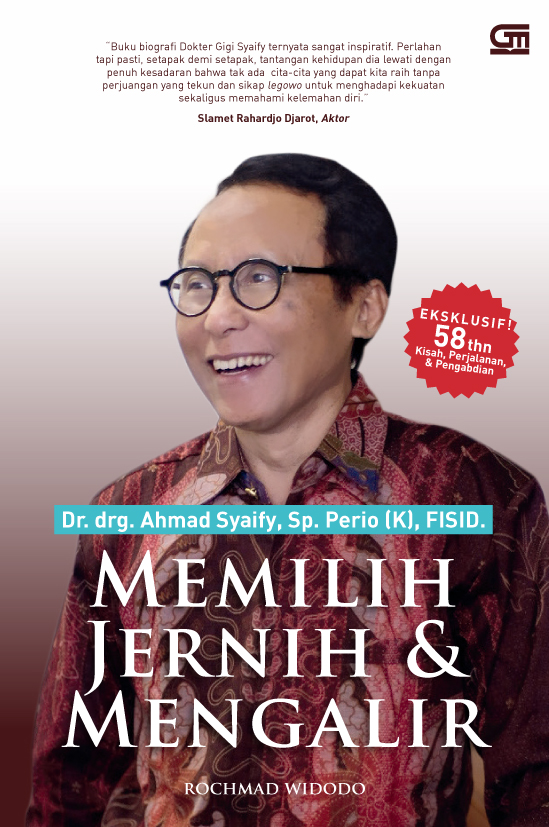 “Buku biografi Dokter Gigi Syaify ternyata sangat inspiratif. Perlahan
tapi pasti, setapak demi setapak, tantangan kehidupan dia lewati dengan
penuh kesadaran bahwa tak ada cita-cita yang dapat kita raih tanpa
perjuangan yang tekun dan sikap legowo untuk menghadapi kekuatan
sekaligus memahami kelemahan diri.”
Slamet Rahardjo Djarot, Aktor
GM
EKSKLUSIF!
58 thn
Kisah, Perjalanan,
& Pengabdian
Dr. drg. Ahmad Syaify, Sp. Perio (K), FISID.
MEMILIH
JERNIH &
MENGALIR
ROCHMAD WIDODO